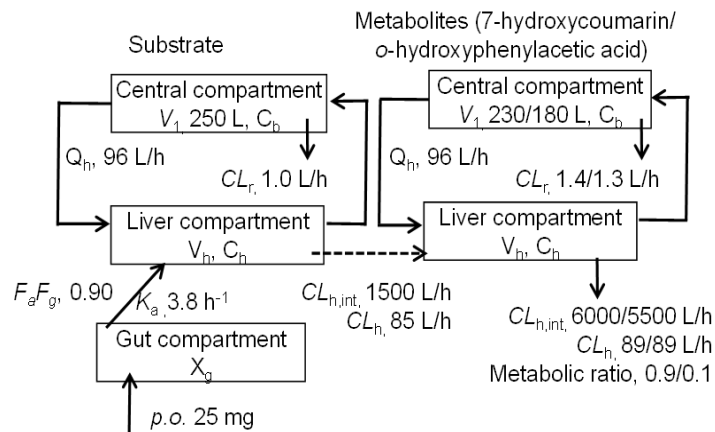 Metabolites (7-hydroxycoumarin/
o-hydroxyphenylacetic acid)
Substrate
Central compartment
V1, 250 L, Cb
Qh, 96 L/h
CLr, 1.0 L/h
Liver compartment
Vh, Ch
FaFg, 0.90
Ka, 3.8 h-1
Gut compartment
Xg
p.o. 25 mg
CLh,int, 1500 L/h
CLh, 85 L/h
Central compartment
V1, 230/180 L, Cb
Qh, 96 L/h
CLr, 1.4/1.3 L/h
Liver compartment
Vh, Ch
CLh,int, 6000/5500 L/h
CLh, 89/89 L/h
Metabolic ratio, 0.9/0.1